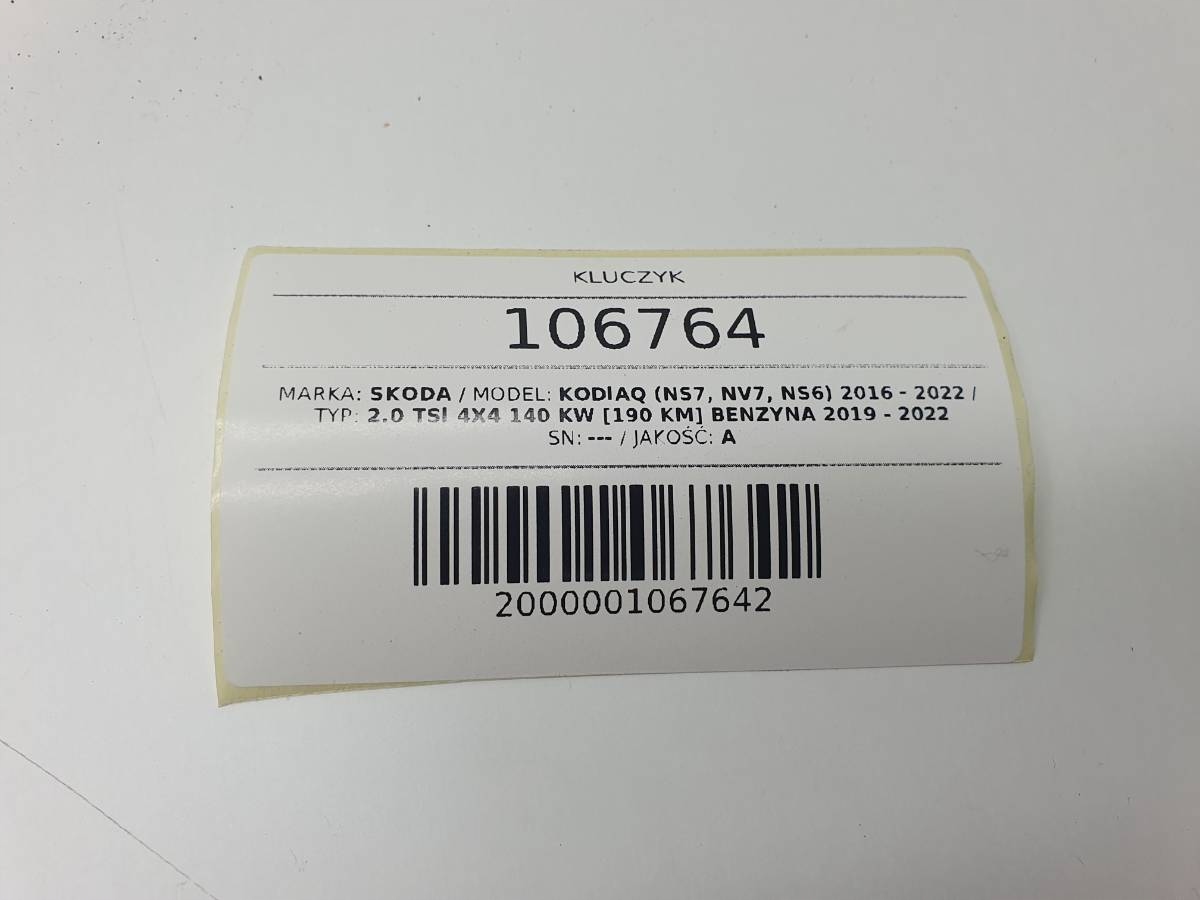 KLUCZYK
106764
MARKA: SKODA / MODEL: KODIAQ (NS7, NV7, NS6) 2016 - 2022 /
TYP: 2.0 TSI 4X4 140 KW [190 KM] BENZYNA 2019 - 2022
SN: --- / JAKOŚĆ: A
2000001067642